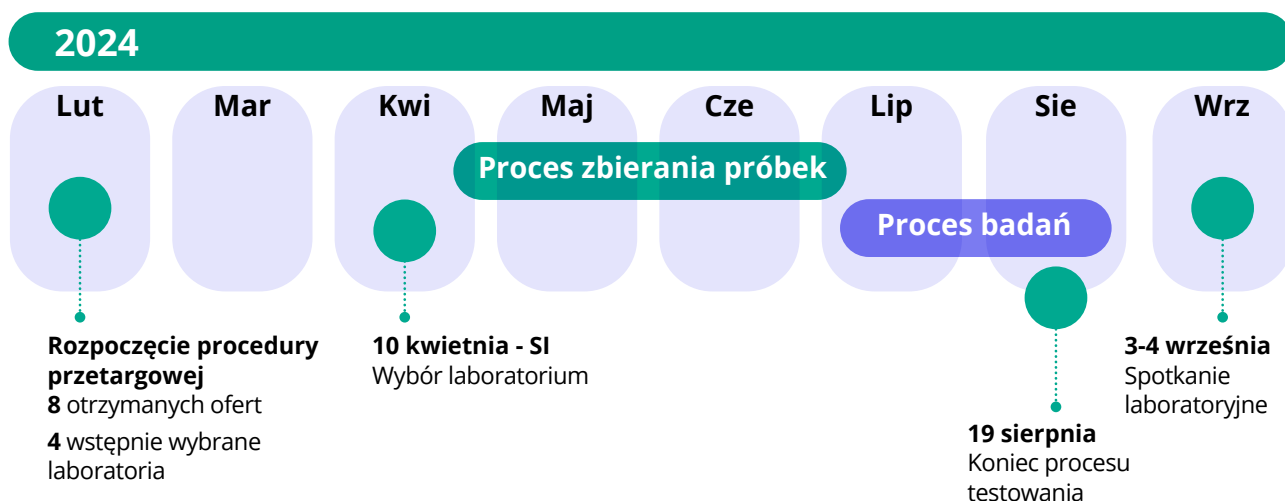 2024
Lut
Mar
Kwi
Maj
Cze
Lip
Sie
Wrz
Proces zbierania próbek
Proces badań
Rozpoczęcie procedury
przetargowej
8 otrzymanych ofert
4 wstępnie wybrane
laboratoria
10 kwietnia - SI
Wybór laboratorium
19 sierpnia
Koniec procesu
testowania
3-4 września
Spotkanie
laboratoryjne